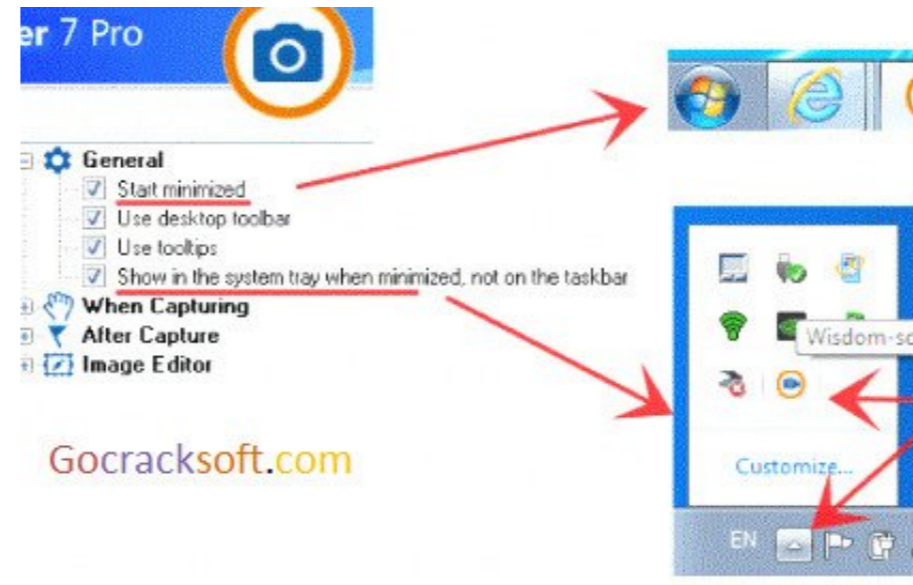 er 7 Pro
General
Start minimized
Use desktop toolbar
Use tooltips
Show in the system tray when minimized, not on the taskbar
When Capturing
After Capture
Image Editor
Gocracksoft.com
Wisdom-so
Customize...
EN